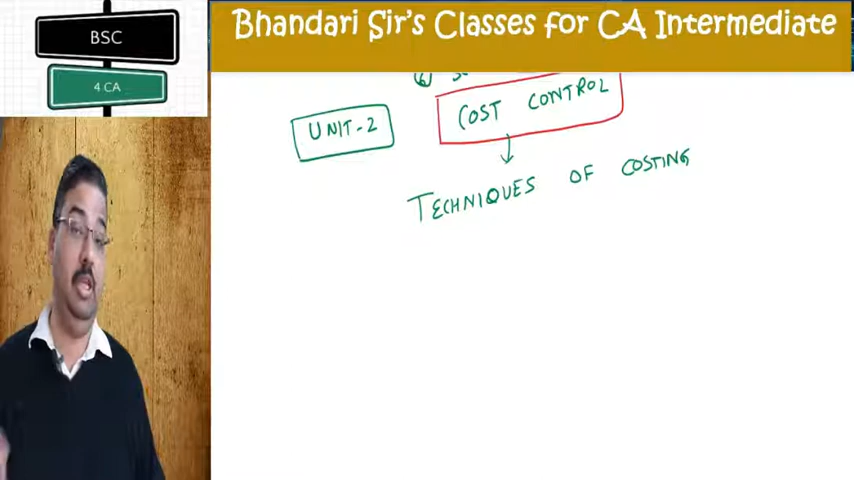 BSC
4 CA
Bhandari Sir's Classes for CA Intermediate
UNIT-2
COST CONTROL
TECHNIQUES OF COSTING